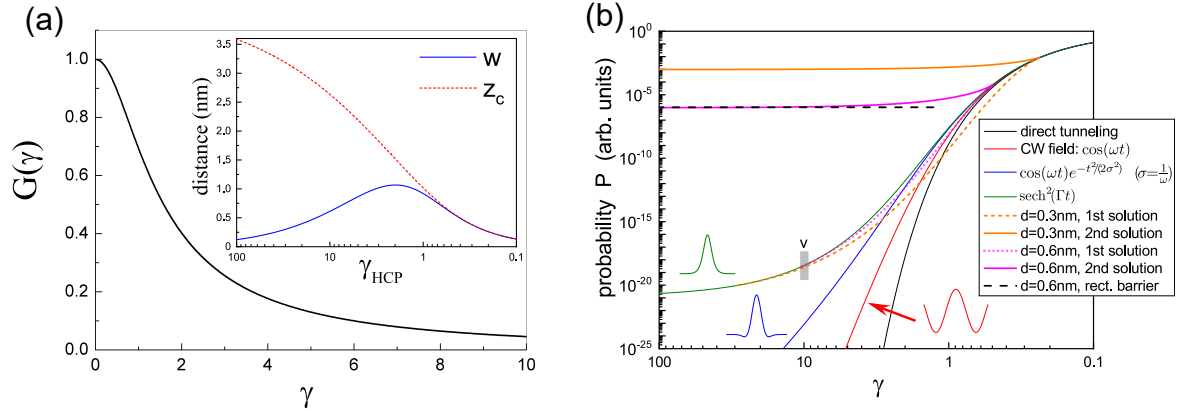 (a)
G(γ)
1.0
0.8
0.6
0.4
0.2
0.0
0
2
4
6
8
10
γ
distance (nm)
3,5
3,0
2,5
2,0
1,5
1,0
0,5
0,0
100
10
1
0.1
γHCP
w
zc
(b)
probability P (arb. units)
10^0
10^-5
10^-10
10^-15
10^-20
10^-25
100
10
1
0.1
γ
v
direct tunneling
CW field: cos(ωt)
cos(ωt)e^{-t²/(2σ²)} (σ=1/ω)
sech²(Γt)
d=0.3nm, 1st solution
d=0.3nm, 2nd solution
d=0.6nm, 1st solution
d=0.6nm, 2nd solution
d=0.6nm, rect. barrier